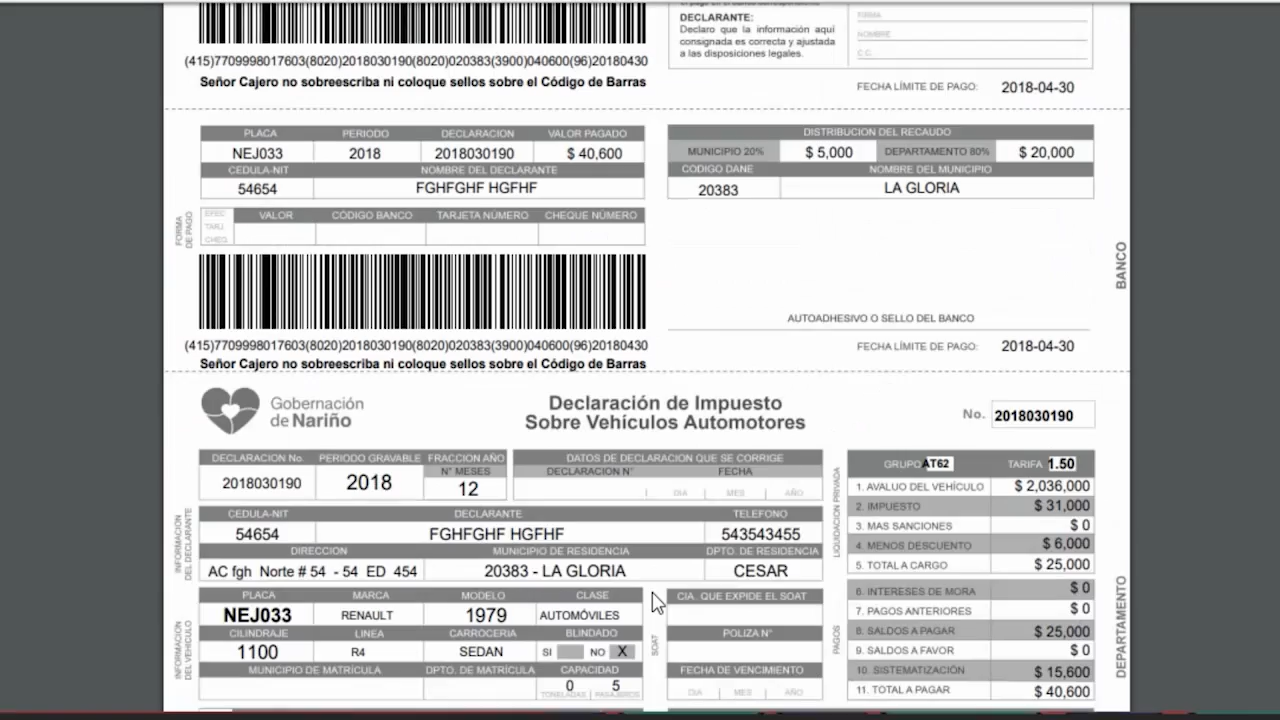 DECLARANTE:
Declaro que la información aquí
consignada es correcta y ajustada
a las disposiciones legales.
FIRMA
NOMBRE
C.C.
(415)7709998017603(8020)2018030190(8020)020383(3900)040600(96)20180430
Señor Cajero no sobreescriba ni coloque sellos sobre el Código de Barras
FECHA LÍMITE DE PAGO: 2018-04-30
PLACA PERIODO DECLARACION VALOR PAGADO
NEJ033 2018 2018030190 $ 40,600
CEDULA-NIT NOMBRE DEL DECLARANTE
54654 FGHFGHF HGFHF
DISTRIBUCION DEL RECAUDO
MUNICIPIO 20% $ 5,000 DEPARTAMENTO 80% $ 20,000
CODIGO DANE NOMBRE DEL MUNICIPIO
20383 LA GLORIA
FORMA
DE PAGO
EFEC
TARJ.
CHEQ.
VALOR CÓDIGO BANCO TARJETA NÚMERO CHEQUE NÚMERO
BANCO
AUTOADHESIVO O SELLO DEL BANCO
(415)7709998017603(8020)2018030190(8020)020383(3900)040600(96)20180430
Señor Cajero no sobreescriba ni coloque sellos sobre el Código de Barras
FECHA LÍMITE DE PAGO: 2018-04-30
Gobernación
de Nariño
Declaración de Impuesto
Sobre Vehículos Automotores
No. 2018030190
DECLARACION No. PERIODO GRAVABLE FRACCION AÑO
N° MESES
2018030190 2018 12
DATOS DE DECLARACION QUE SE CORRIGE
DECLARACION N° FECHA
DIA MES AÑO
INFORMACION
DEL DECLARANTE
CEDULA-NIT DECLARANTE TELEFONO
54654 FGHFGHF HGFHF 543543455
DIRECCION MUNICIPIO DE RESIDENCIA DPTO. DE RESIDENCIA
AC fgh Norte # 54 - 54 ED 454 20383 - LA GLORIA CESAR
INFORMACION
DEL VEHICULO
PLACA MARCA MODELO CLASE
NEJ033 RENAULT 1979 AUTOMÓVILES
CILINDRAJE LINEA CARROCERIA BLINDADO
1100 R4 SEDAN SI NO X
MUNICIPIO DE MATRÍCULA DPTO. DE MATRÍCULA CAPACIDAD
0 5
TONELADAS PASAJEROS
SOAT
CIA. QUE EXPIDE EL SOAT
POLIZA N°
FECHA DE VENCIMIENTO
DIA MES AÑO
LIQUIDACION PRIVADA
GRUPO AT62 TARIFA 1.50
1. AVALUO DEL VEHÍCULO $ 2,036,000
2. IMPUESTO $ 31,000
3. MAS SANCIONES $ 0
4. MENOS DESCUENTO $ 6,000
5. TOTAL A CARGO $ 25,000
PAGOS
6. INTERESES DE MORA $ 0
7. PAGOS ANTERIORES $ 0
8. SALDOS A PAGAR $ 25,000
9. SALDOS A FAVOR $ 0
10. SISTEMATIZACIÓN $ 15,600
11. TOTAL A PAGAR $ 40,600
DEPARTAMENTO